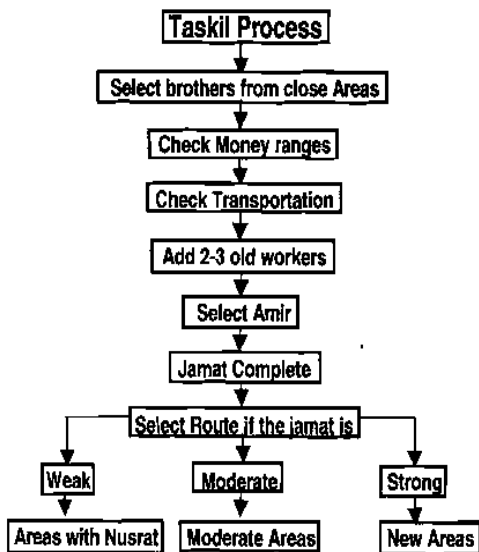 Taskil Process
Select brothers from close Areas
Check Money ranges
Check Transportation
Add 2-3 old workers
Select Amir
Jamat Complete
Select Route if the jamat is
Weak
Moderate
Strong
Areas with Nusrat
Moderate Areas
New Areas